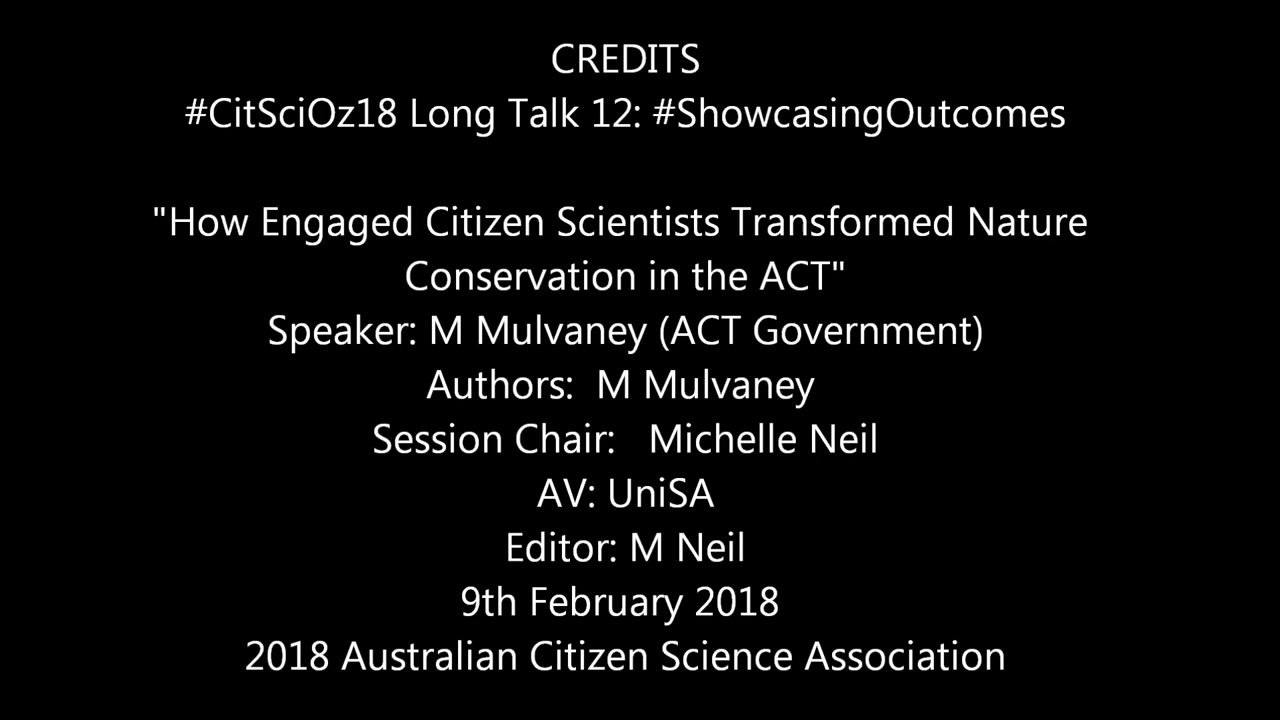 CREDITS
#CitSciOz18 Long Talk 12: #ShowcasingOutcomes
"How Engaged Citizen Scientists Transformed Nature
Conservation in the ACT"
Speaker: M Mulvaney (ACT Government)
Authors:  M Mulvaney
Session Chair:   Michelle Neil
AV: UniSA
Editor: M Neil
9th February 2018
2018 Australian Citizen Science Association